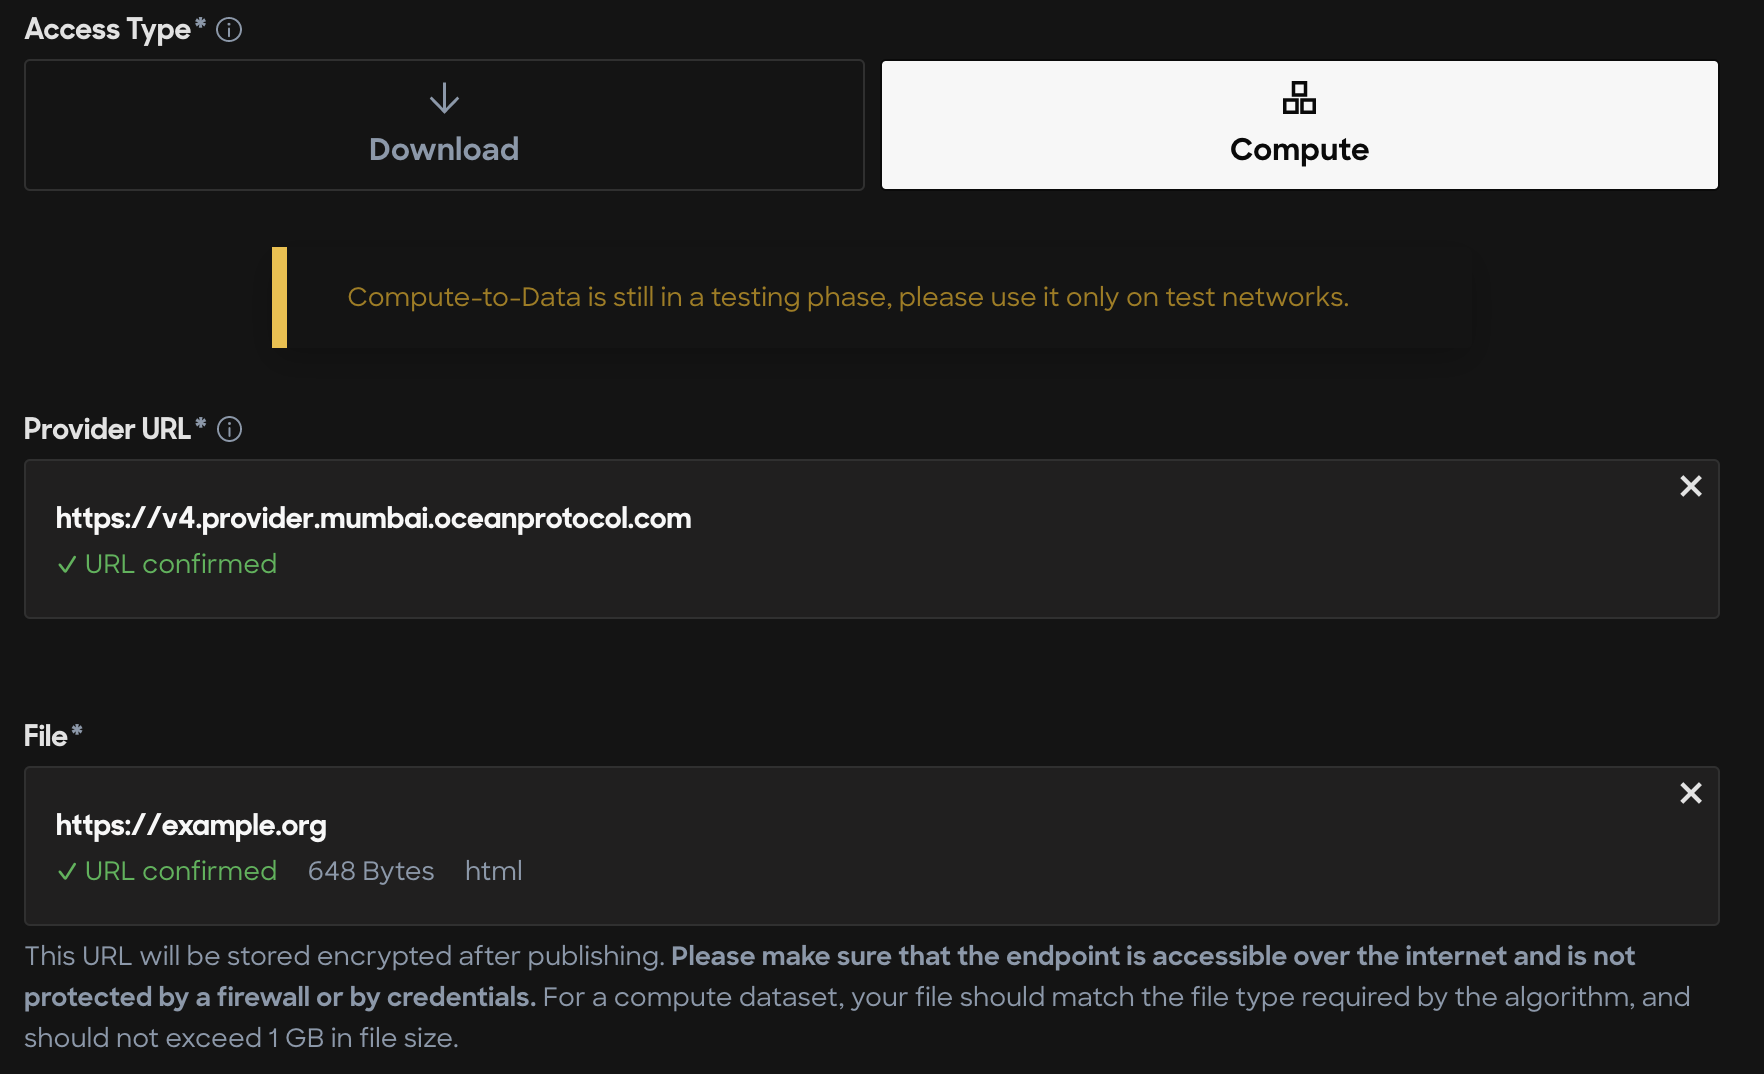 Access Type*
Download
Compute
Compute-to-Data is still in a testing phase, please use it only on test networks.
Provider URL*
https://v4.provider.mumbai.oceanprotocol.com
✓ URL confirmed
File*
https://example.org
✓ URL confirmed 648 Bytes html
This URL will be stored encrypted after publishing. Please make sure that the endpoint is accessible over the internet and is not
protected by a firewall or by credentials. For a compute dataset, your file should match the file type required by the algorithm, and
should not exceed 1 GB in file size.